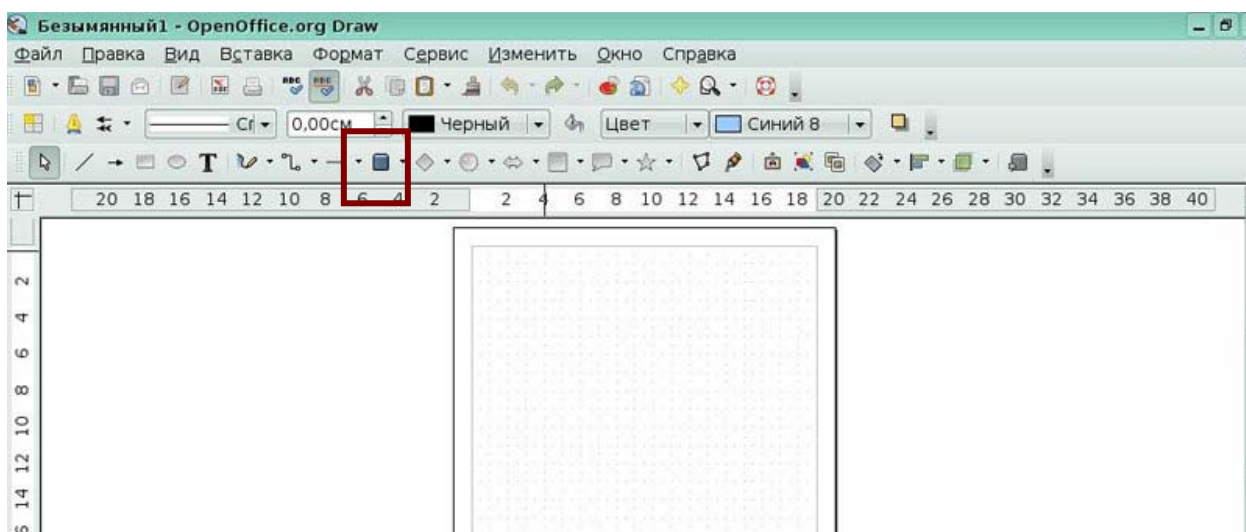 Безымянный1 - OpenOffice.org Draw
Файл Правка Вид Вставка Формат Сервис Изменить Окно Справка
0,00см Черный Цвет Синий 8
T
20 18 16 14 12 10 8 6 4 2 2 4 6 8 10 12 14 16 18 20 22 24 26 28 30 32 34 36 38 40
2
4
6
8
10
12
14